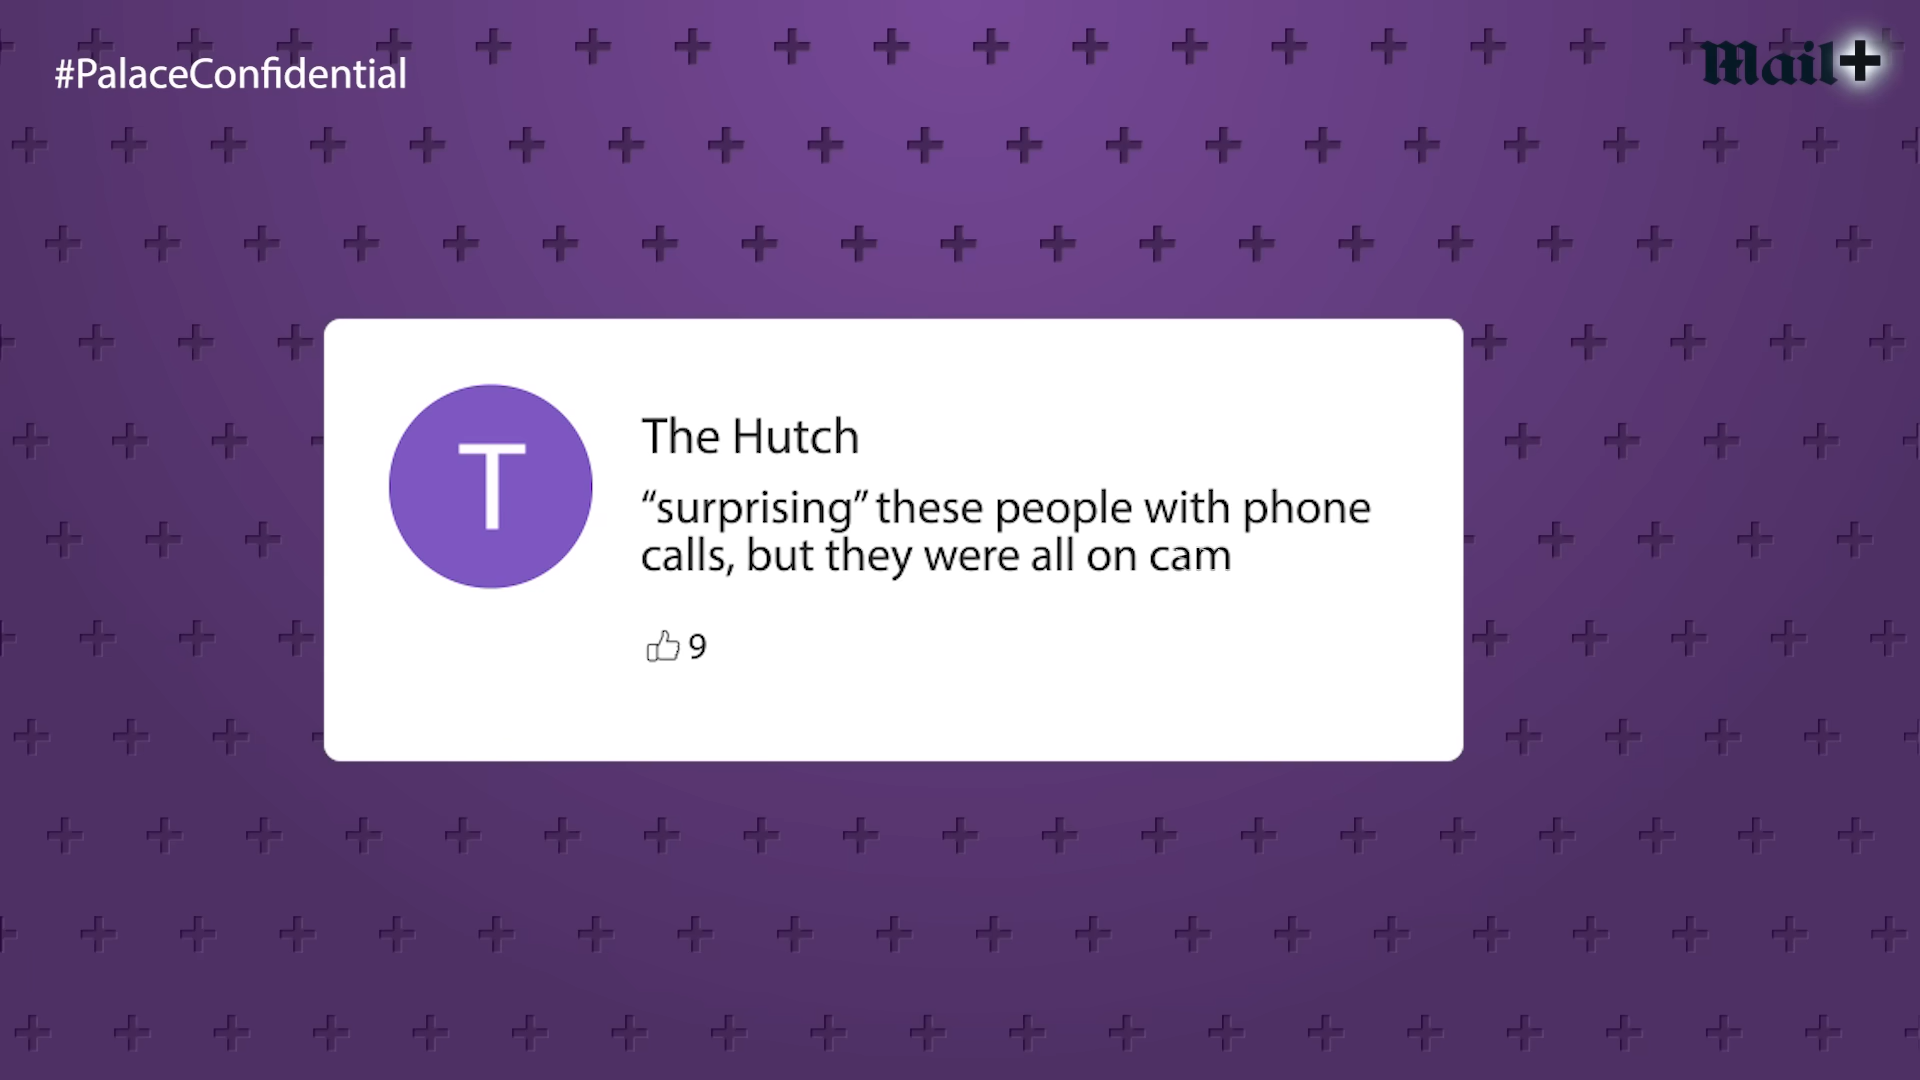 #PalaceConfidential
Mail+
T
The Hutch
“surprising” these people with phone
calls, but they were all on cam
9